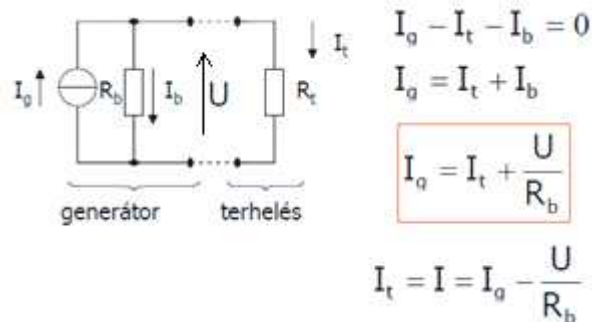 I_g R_b I_b U R_t I_t
generátor terhelés
I_g − I_t − I_b = 0
I_g = I_t + I_b
I_g = I_t + U/R_b
I_t = I = I_g − U/R_b